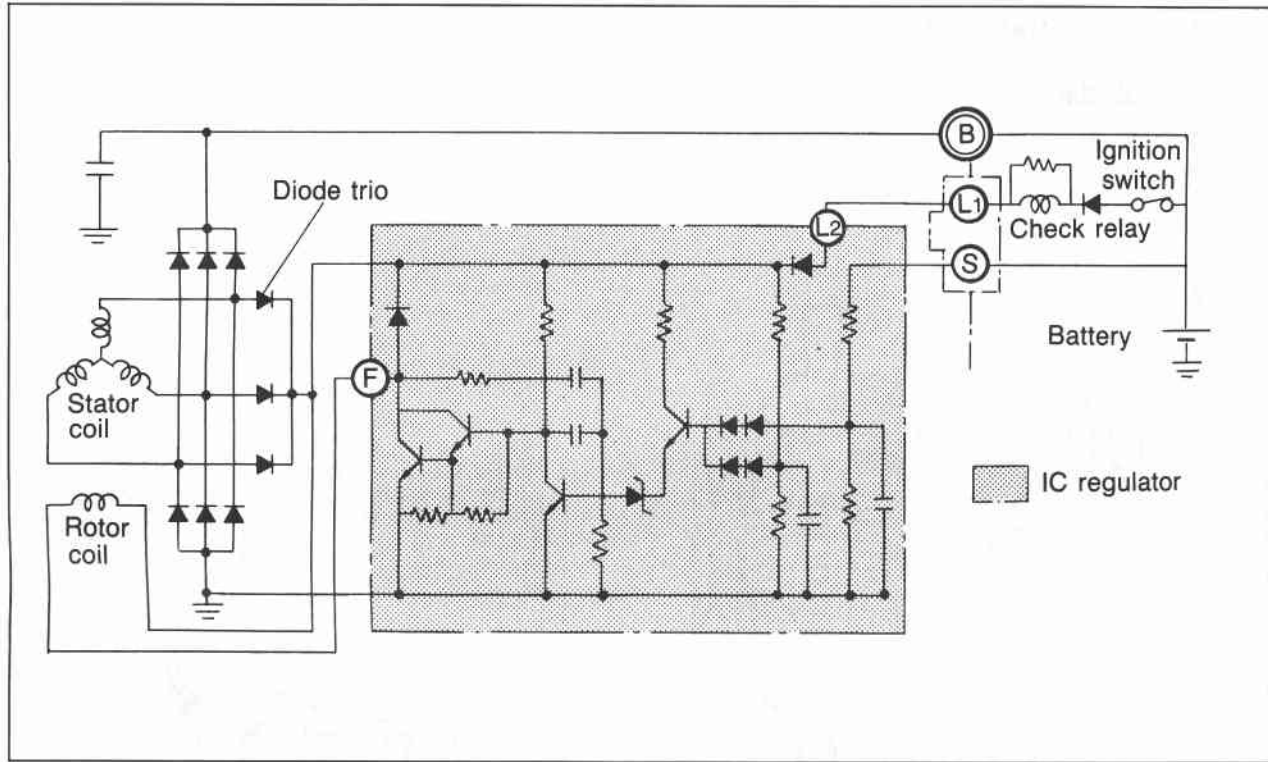 B
Ignition
switch
Diode trio
L1
L2
Check relay
S
Battery
F
Stator
coil
IC regulator
Rotor
coil